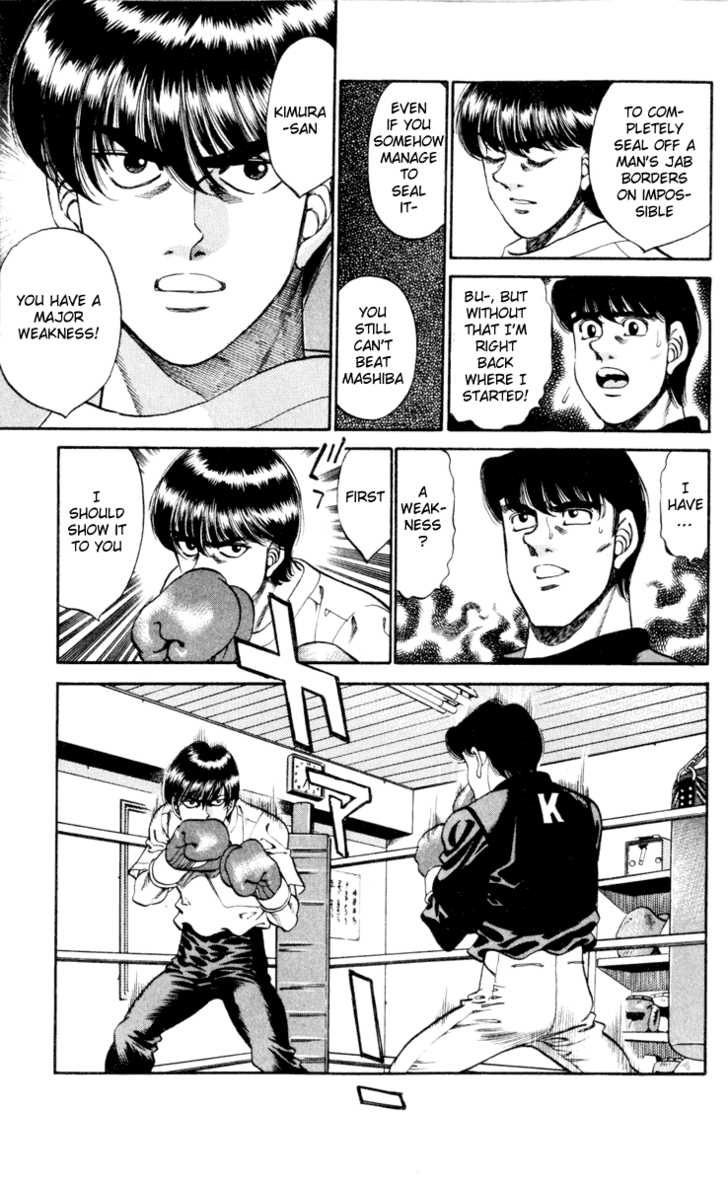 TO COM-
PLETELY
SEAL OFF A
MAN'S JAB
BORDERS
ON IMPOS-
SIBLE
BU-, BUT
WITHOUT
THAT I'M
RIGHT
BACK
WHERE I
STARTED!
EVEN
IF YOU
SOMEHOW
MANAGE
TO
SEAL
IT-
YOU
STILL
CAN'T
BEAT
MASHIBA
KIMURA
-SAN
YOU HAVE A
MAJOR
WEAKNESS!
I
HAVE
...
A
WEAK-
NESS
?
FIRST
I
SHOULD
SHOW IT
TO YOU
K